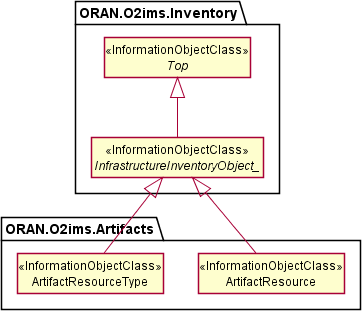 ORAN.O2ims.Inventory
«InformationObjectClass»
Top
«InformationObjectClass»
InfrastructureInventoryObject_
ORAN.O2ims.Artifacts
«InformationObjectClass»
ArtifactResourceType
«InformationObjectClass»
ArtifactResource